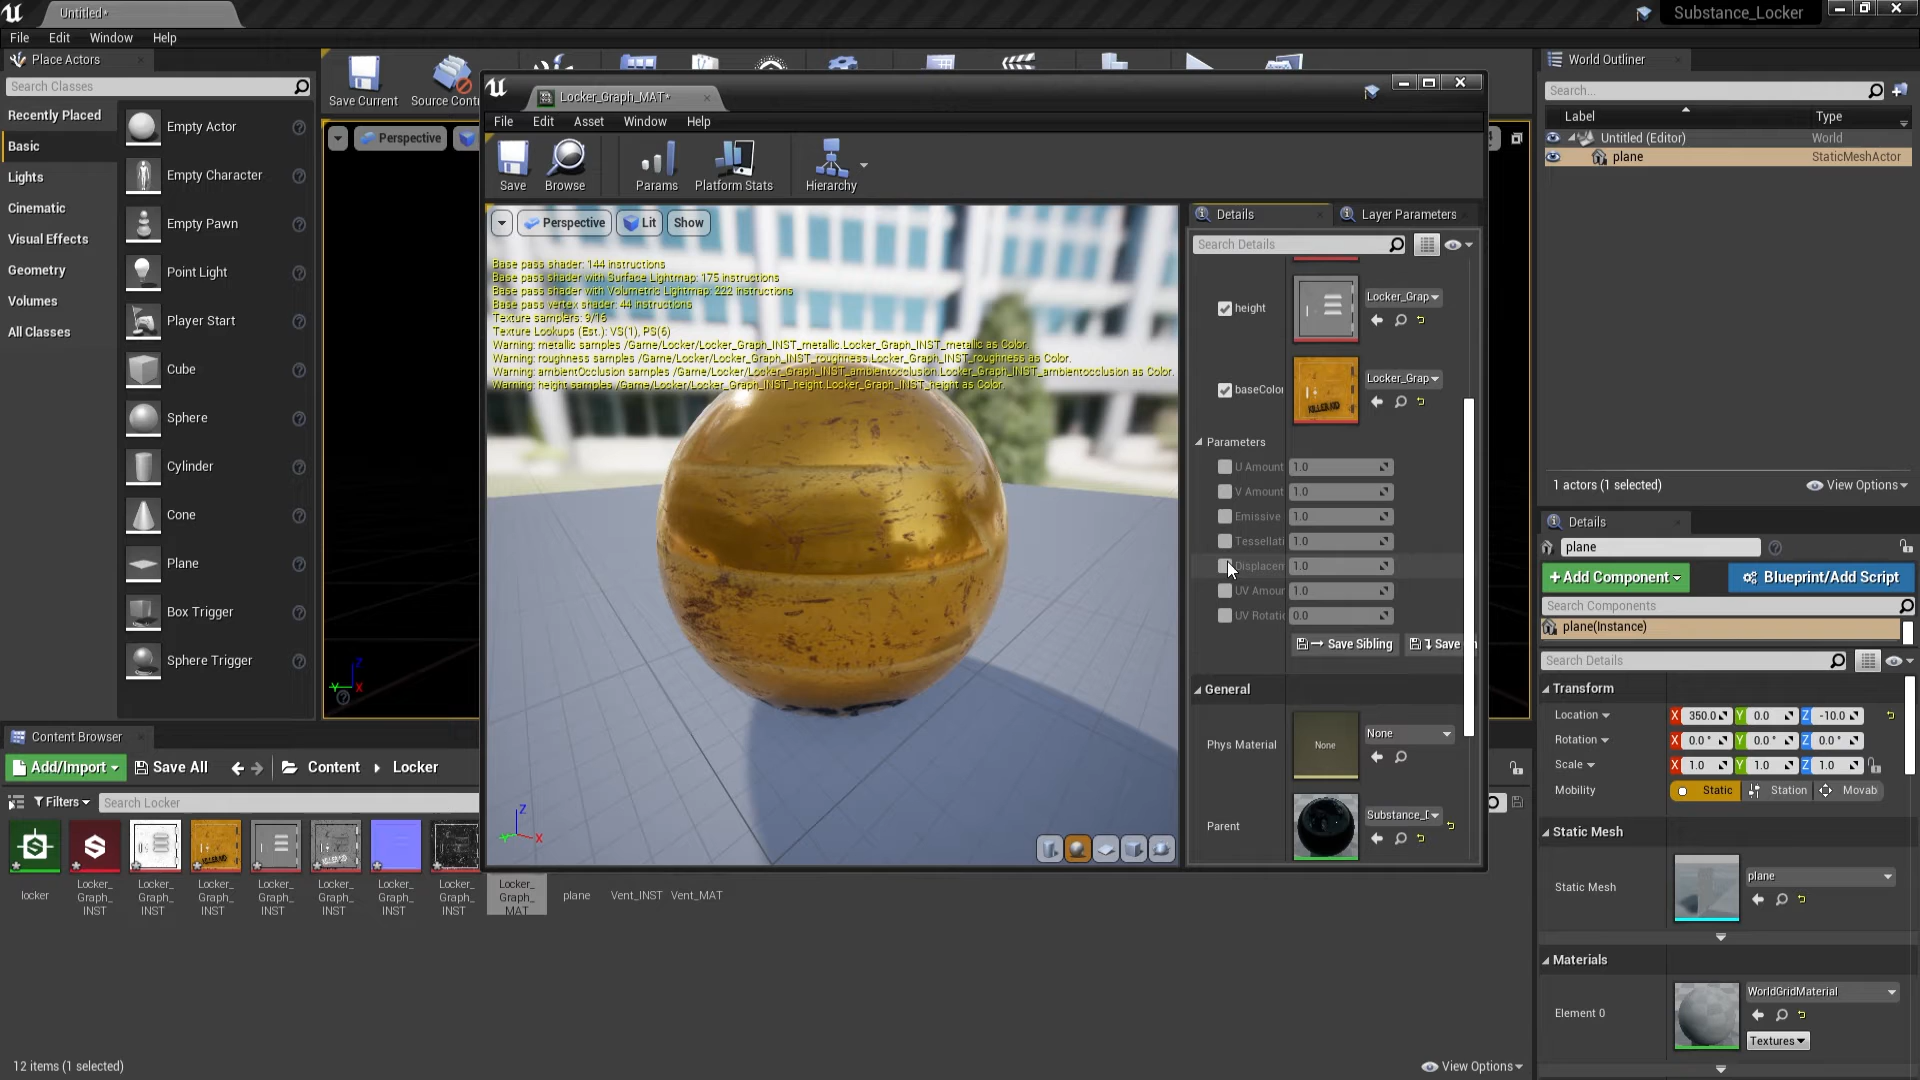 Untitled*
Substance_Locker
File Edit Window Help
Place Actors
Search Classes
Recently Placed
Basic
Lights
Cinematic
Visual Effects
Geometry
Volumes
All Classes
Empty Actor
Empty Character
Empty Pawn
Point Light
Player Start
Cube
Sphere
Cylinder
Cone
Plane
Box Trigger
Sphere Trigger
Save Current
Source Cont
Perspective
Locker_Graph_MAT*
File Edit Asset Window Help
Save
Browse
Params
Platform Stats
Hierarchy
Perspective
Lit
Show
Base pass shader: 144 instructions
Base pass shader with Surface Lightmap: 175 instructions
Base pass shader with Volumetric Lightmap: 222 instructions
Base pass vertex shader: 44 instructions
Texture samplers: 9/16
Texture Lookups (Est.): VS(1), PS(6)
Warning: metallic samples /Game/Locker/Locker_Graph_INST_metallic.Locker_Graph_INST_metallic as Color.
Warning: roughness samples /Game/Locker/Locker_Graph_INST_roughness.Locker_Graph_INST_roughness as Color.
Warning: ambientOcclusion samples /Game/Locker/Locker_Graph_INST_ambientocclusion.Locker_Graph_INST_ambientocclusion as Color.
Warning: height samples /Game/Locker/Locker_Graph_INST_height.Locker_Graph_INST_height as Color.
Z
Y
X
Details
Layer Parameters
Search Details
height
Locker_Grap
baseColor
Locker_Grap
KILLER KID
Parameters
U Amount 1.0
V Amount 1.0
Emissive 1.0
Tessellati 1.0
Displacem 1.0
UV Amour 1.0
UV Rotatic 0.0
Save Sibling
Save
General
Phys Material
None
None
Parent
Substance_D
World Outliner
Search...
Label
Type
Untitled (Editor)
World
plane
StaticMeshActor
1 actors (1 selected)
View Options
Details
plane
+Add Component
Blueprint/Add Script
Search Components
plane(Instance)
Search Details
Transform
Location X 350.0 Y 0.0 Z -10.0
Rotation X 0.0° Y 0.0° Z 0.0°
Scale X 1.0 Y 1.0 Z 1.0
Mobility Static Station Movab
Static Mesh
Static Mesh
plane
Materials
Element 0
WorldGridMaterial
Textures
Content Browser
Add/Import
Save All
Content
Locker
Filters
Search Locker
locker
Locker_
Graph_
INST
Locker_
Graph_
INST
Locker_
Graph_
INST
Locker_
Graph_
INST
Locker_
Graph_
INST
Locker_
Graph_
INST
Locker_
Graph_
INST
Locker_
Graph_
MAT
plane
Vent_INST
Vent_MAT
12 items (1 selected)
View Options